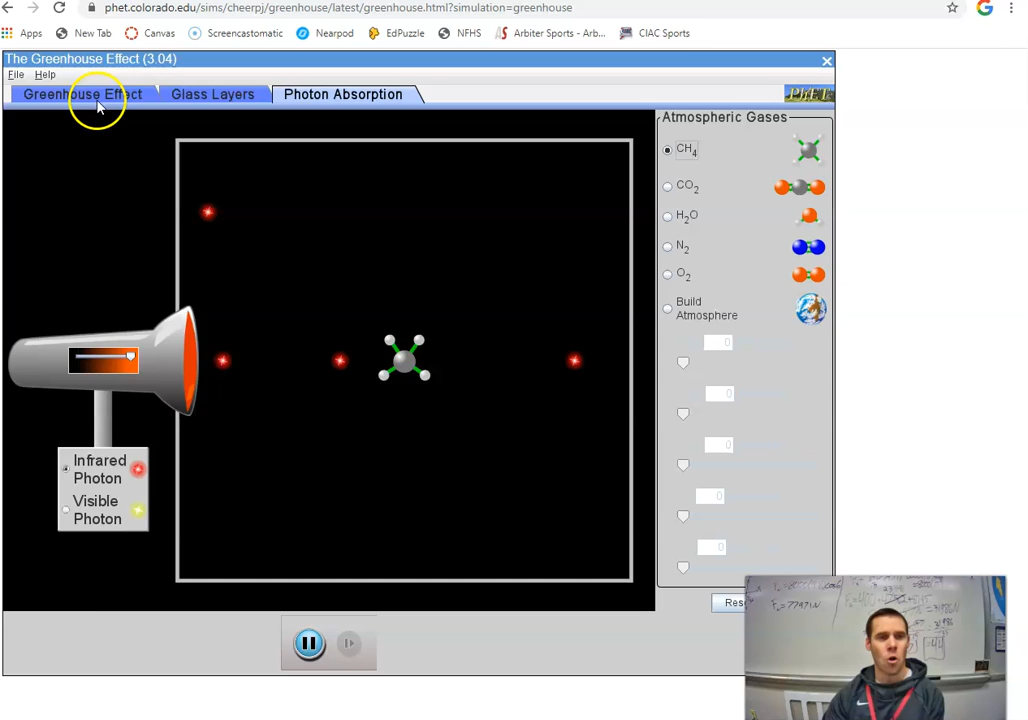 phet.colorado.edu/sims/cheerpj/greenhouse/latest/greenhouse.html?simulation=greenhouse
Apps New Tab Canvas Screencastomatic Nearpod EdPuzzle NFHS Arbiter Sports - Arb... CIAC Sports
The Greenhouse Effect (3.04)
File Help
Greenhouse Effect Glass Layers Photon Absorption PhET
Atmospheric Gases
CH4
CO2
H2O
N2
O2
Build
Atmosphere
0
0
0
0
0
Infrared
Photon
Visible
Photon
Res